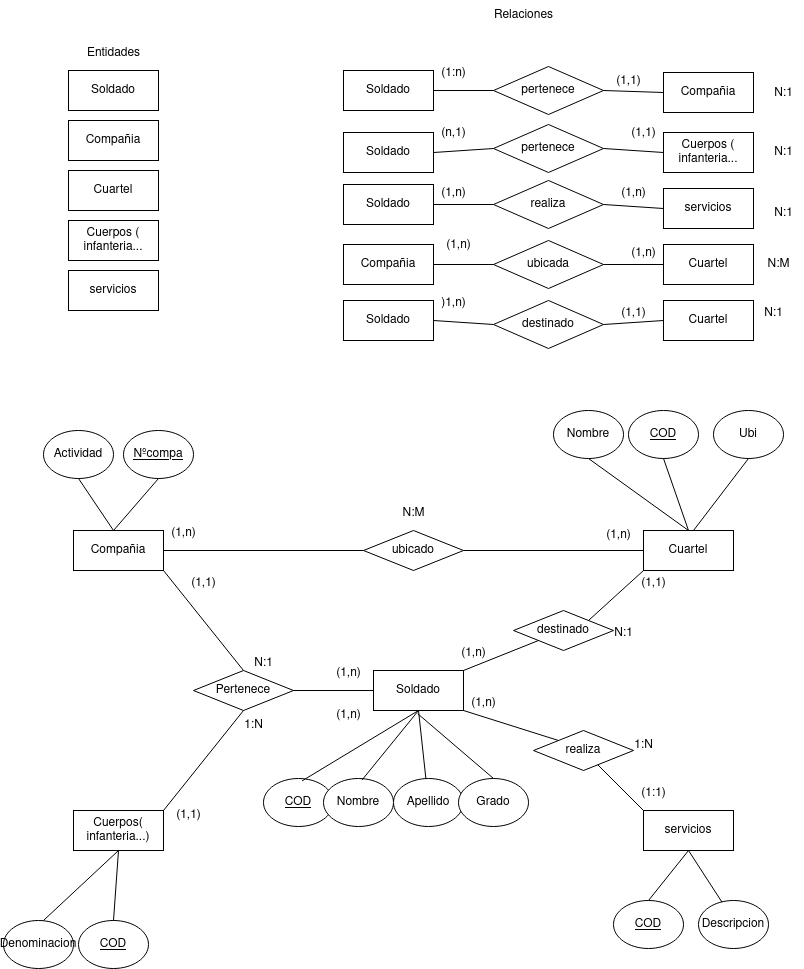 Relaciones
Entidades
Soldado
Compañia
Cuartel
Cuerpos (
infanteria...
servicios
Soldado
(1:n)
pertenece
(1,1)
Compañia
N:1
Soldado
(n,1)
pertenece
(1,1)
Cuerpos (
infanteria...
N:1
Soldado
(1,n)
realiza
(1,n)
servicios
N:1
Compañia
(1,n)
ubicada
(1,n)
Cuartel
N:M
Soldado
)1,n)
destinado
(1,1)
Cuartel
N:1
Actividad
Nºcompa
Nombre
COD
Ubi
Compañia
(1,n)
N:M
ubicado
(1,n)
Cuartel
(1,1)
(1,1)
destinado
N:1
(1,n)
N:1
Pertenece
1:N
(1,n)
(1,n)
Soldado
(1,n)
realiza
1:N
COD
Nombre
Apellido
Grado
(1:1)
(1,1)
Cuerpos(
infanteria...)
servicios
Denominacion
COD
COD
Descripcion